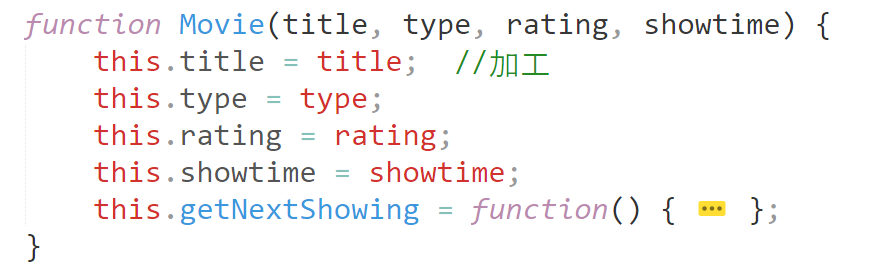 function Movie(title, type, rating, showtime) {
    this.title = title;  //加工
    this.type = type;
    this.rating = rating;
    this.showtime = showtime;
    this.getNextShowing = function() { ⋯ };
}